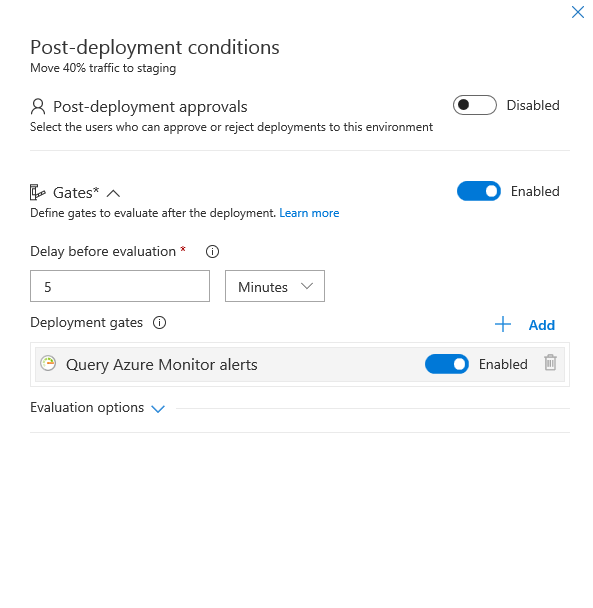 Post-deployment conditions
Move 40% traffic to staging
Post-deployment approvals
Disabled
Select the users who can approve or reject deployments to this environment
Gates*
Enabled
Define gates to evaluate after the deployment. Learn more
Delay before evaluation *
5
Minutes
Deployment gates
Add
Query Azure Monitor alerts
Enabled
Evaluation options